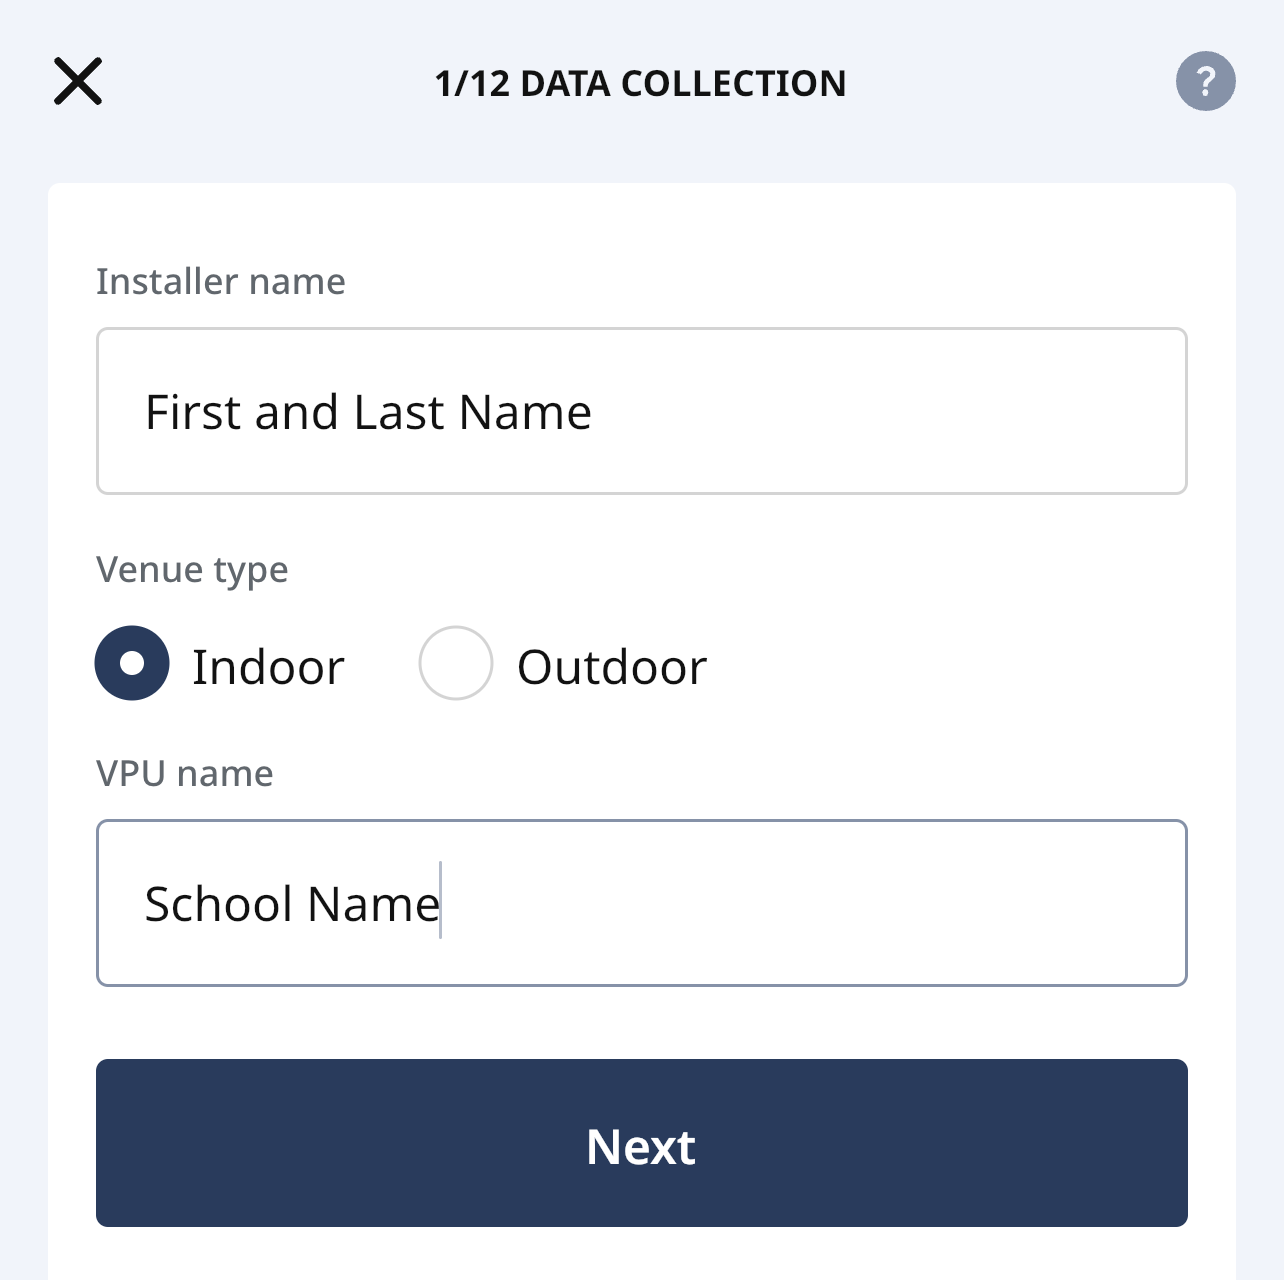 1/12 DATA COLLECTION
?
Installer name
First and Last Name
Venue type
Indoor
Outdoor
VPU name
School Name
Next